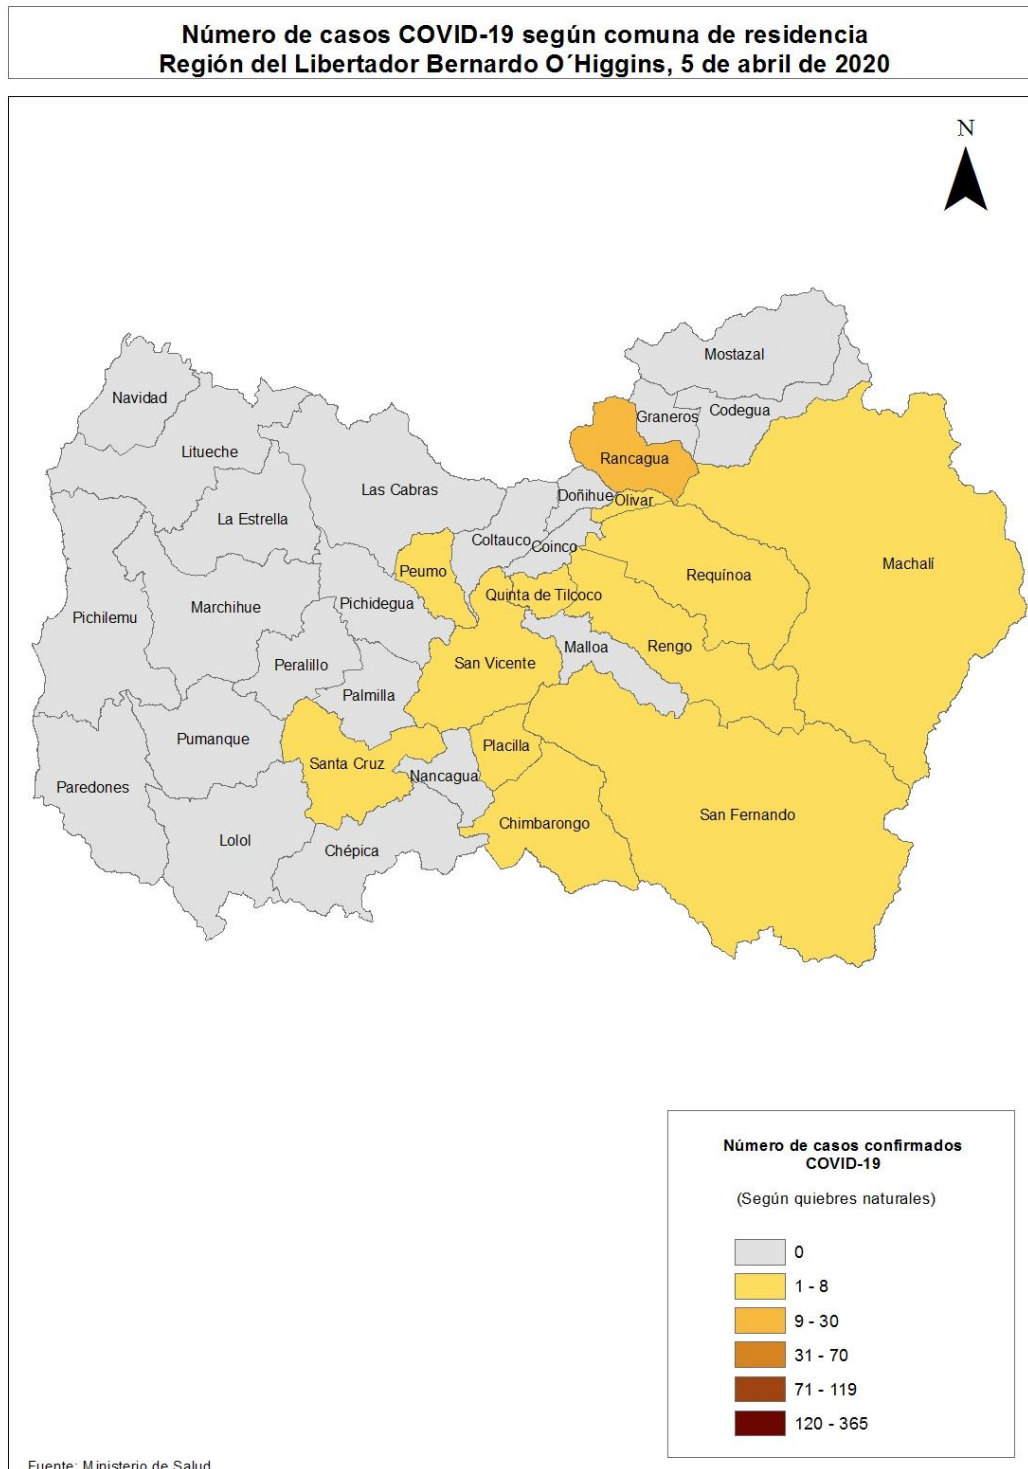 Número de casos COVID-19 según comuna de residencia
Región del Libertador Bernardo O´Higgins, 5 de abril de 2020
N
Mostazal
Navidad
Graneros
Codegua
Litueche
Rancagua
Las Cabras
Doñihue
Olivar
La Estrella
Coltauco
Coinco
Machalí
Peumo
Requínoa
Quinta de Tilcoco
Marchihue
Pichidegua
Pichilemu
Malloa
Rengo
Peralillo
San Vicente
Palmilla
Pumanque
Placilla
Santa Cruz
Nancagua
Paredones
San Fernando
Chimbarongo
Lolol
Chépica
Número de casos confirmados
COVID-19
(Según quiebres naturales)
0
1 - 8
9 - 30
31 - 70
71 - 119
120 - 365
Fuente: Ministerio de Salud